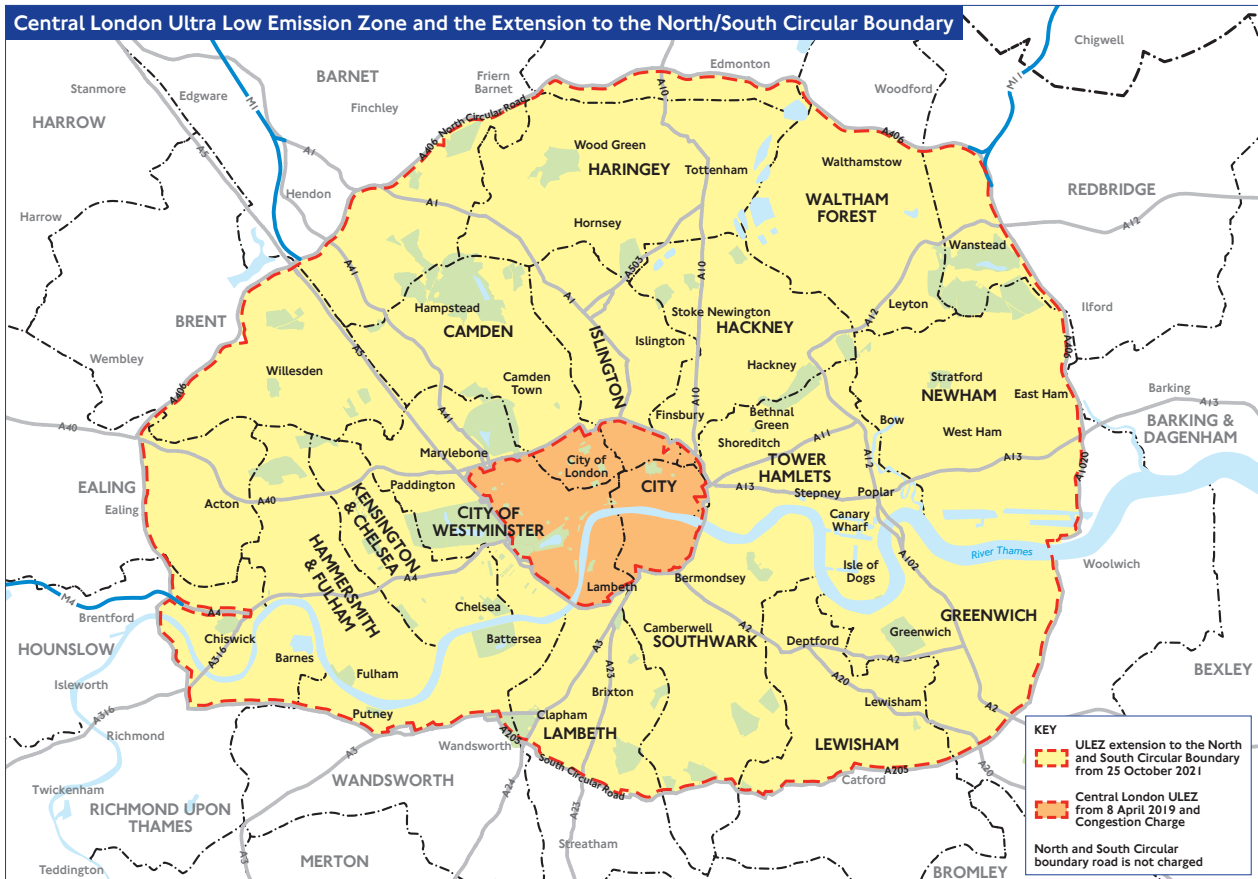 Central London Ultra Low Emission Zone and the Extension to the North/South Circular Boundary
Chigwell
Edmonton
BARNET
Friern
Barnet
Stanmore
Edgware
Finchley
Woodford
M11
M1
A10
HARROW
A406 North Circular Road
A406
A5
A1
Wood Green
HARINGEY
Tottenham
Walthamstow
Hendon
REDBRIDGE
WALTHAM
FOREST
A1
Harrow
Hornsey
A12
Wanstead
A41
A503
A10
Hampstead
A1
Leyton
Ilford
BRENT
CAMDEN
ISLINGTON
Stoke Newington
HACKNEY
A12
Islington
A5
A406
Wembley
Willesden
Hackney
Stratford
NEWHAM
Camden
Town
East Ham
Barking
A406
A10
A13
A41
Finsbury
Bethnal
Green
Bow
BARKING &
DAGENHAM
A40
Shoreditch
A11
West Ham
Marylebone
City of
London
TOWER
HAMLETS
A12
A13
A1020
EALING
Paddington
CITY
A13
Stepney
Poplar
Ealing
Acton
A40
KENSINGTON
& CHELSEA
CITY OF
WESTMINSTER
Canary
Wharf
River Thames
HAMMERSMITH
& FULHAM
A102
Isle of
Dogs
Woolwich
A4
Bermondsey
M4
Lambeth
Brentford
A4
Chelsea
GREENWICH
Chiswick
Battersea
Camberwell
SOUTHWARK
A2
Deptford
Greenwich
HOUNSLOW
A316
Barnes
A3
A2
BEXLEY
Isleworth
Fulham
A23
A20
Brixton
Lewisham
A316
Putney
Clapham
A2
Richmond
A205
LAMBETH
LEWISHAM
A3
Wandsworth
South Circular Road
A205
A20
WANDSWORTH
A24
Catford
Twickenham
RICHMOND UPON
THAMES
A23
A3
Streatham
MERTON
Teddington
BROMLEY
KEY
ULEZ extension to the North
and South Circular Boundary
from 25 October 2021
Central London ULEZ
from 8 April 2019 and
Congestion Charge
North and South Circular
boundary road is not charged